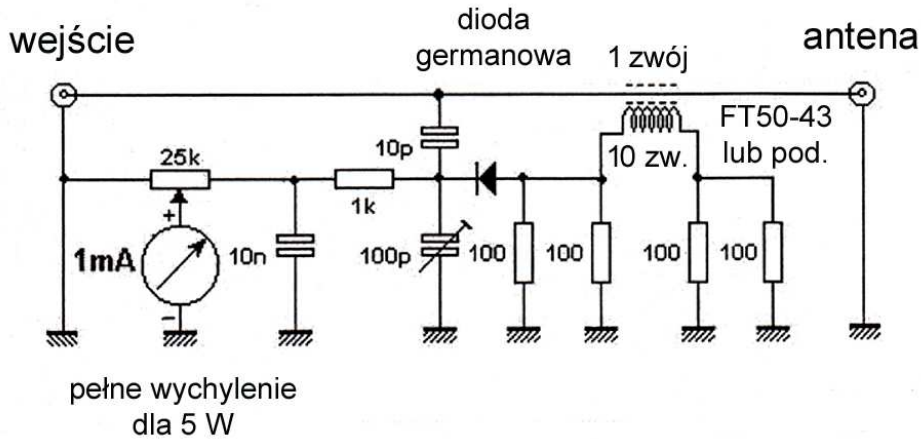 wejście
dioda
germanowa
1 zwój
antena
FT50-43
lub pod.
10p
10 zw.
25k
1k
+
1mA
10n
100p
100
100
100
100
−
pełne wychylenie
dla 5 W